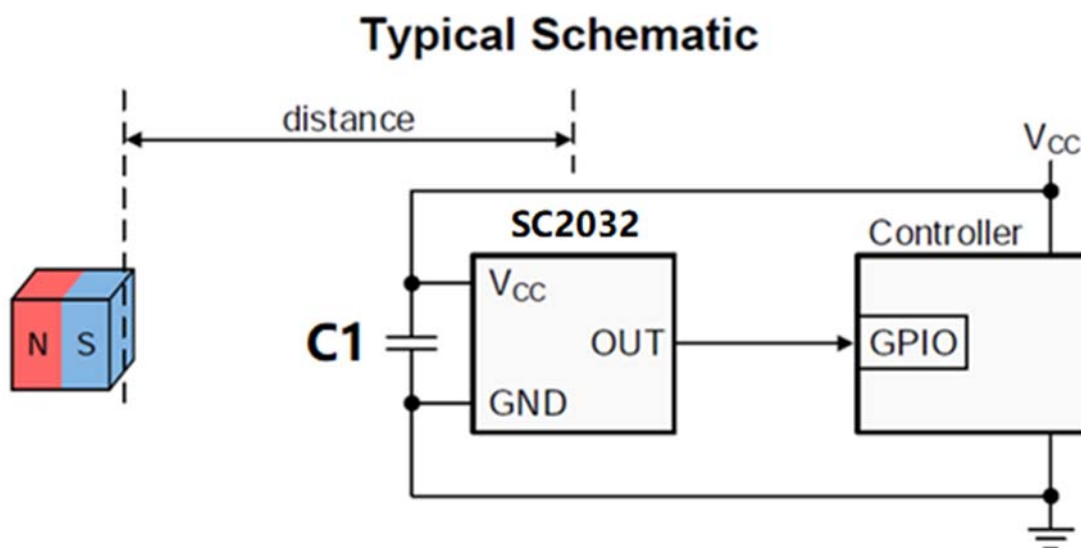 Typical Schematic
distance
VCC
SC2032
Controller
VCC
N S
C1
OUT
GPIO
GND